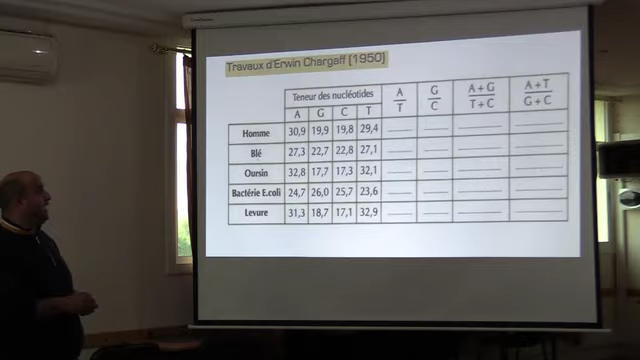 Travaux d'Erwin Chargaff (1950)
Teneur des nucléotides
A G C T
A/T
G/C
A+G/T+C
A+T/G+C
Homme 30,9 19,9 19,8 29,4
Blé 27,3 22,7 22,8 27,1
Oursin 32,8 17,7 17,3 32,1
Bactérie E.coli 24,7 26,0 25,7 23,6
Levure 31,3 18,7 17,1 32,9